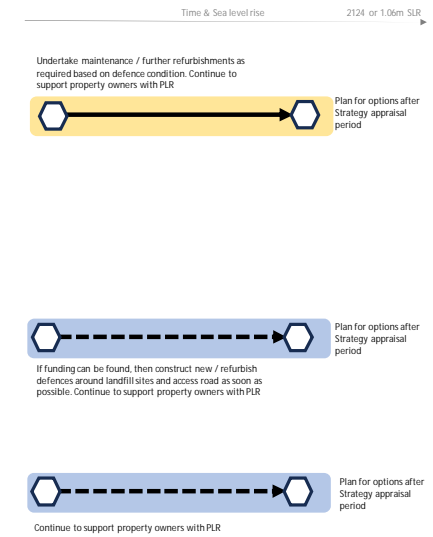 Time & Sea level rise
2124 or 1.06m SLR
Undertake maintenance / further refurbishments as
required based on defence condition. Continue to
support property owners with PLR
Plan for options after
Strategy appraisal
period
Plan for options after
Strategy appraisal
period
If funding can be found, then construct new / refurbish
defences around landfill sites and access road as soon as
possible. Continue to support property owners with PLR
Plan for options after
Strategy appraisal
period
Continue to support property owners with PLR